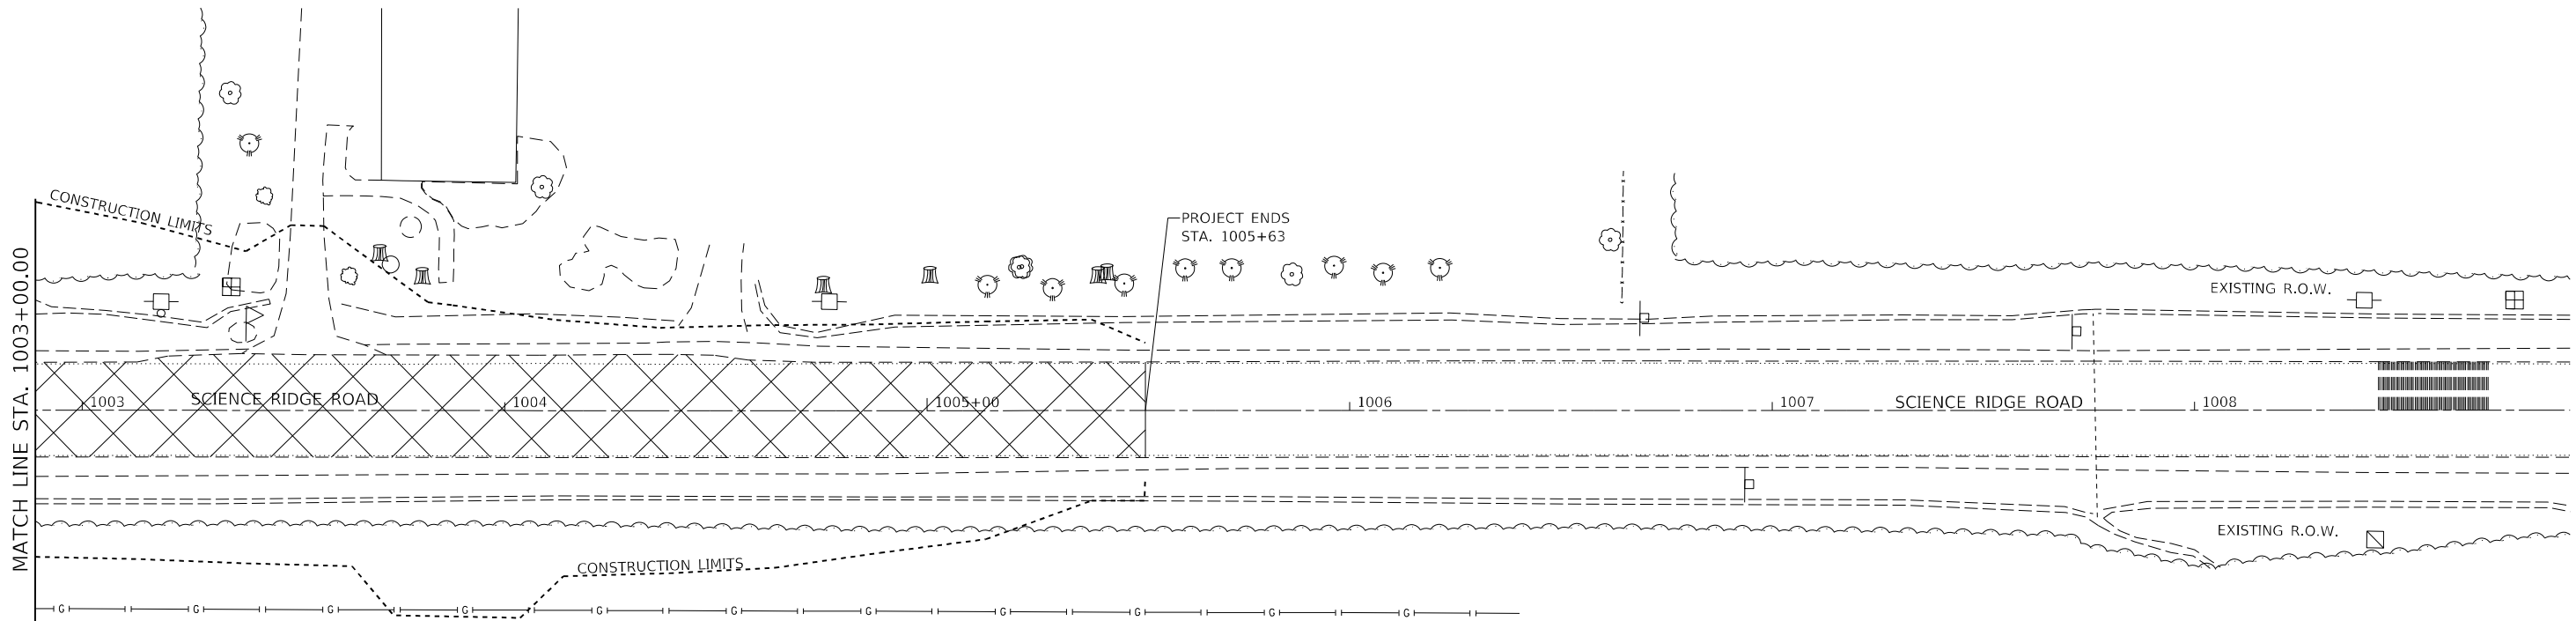 MATCH LINE STA. 1003+00.00
CONSTRUCTION LIMITS
PROJECT ENDS
STA. 1005+63
EXISTING R.O.W.
1003
SCIENCE RIDGE ROAD
1004
1005+00
1006
1007
SCIENCE RIDGE ROAD
1008
EXISTING R.O.W.
CONSTRUCTION LIMITS
G G G G G G G G G G G